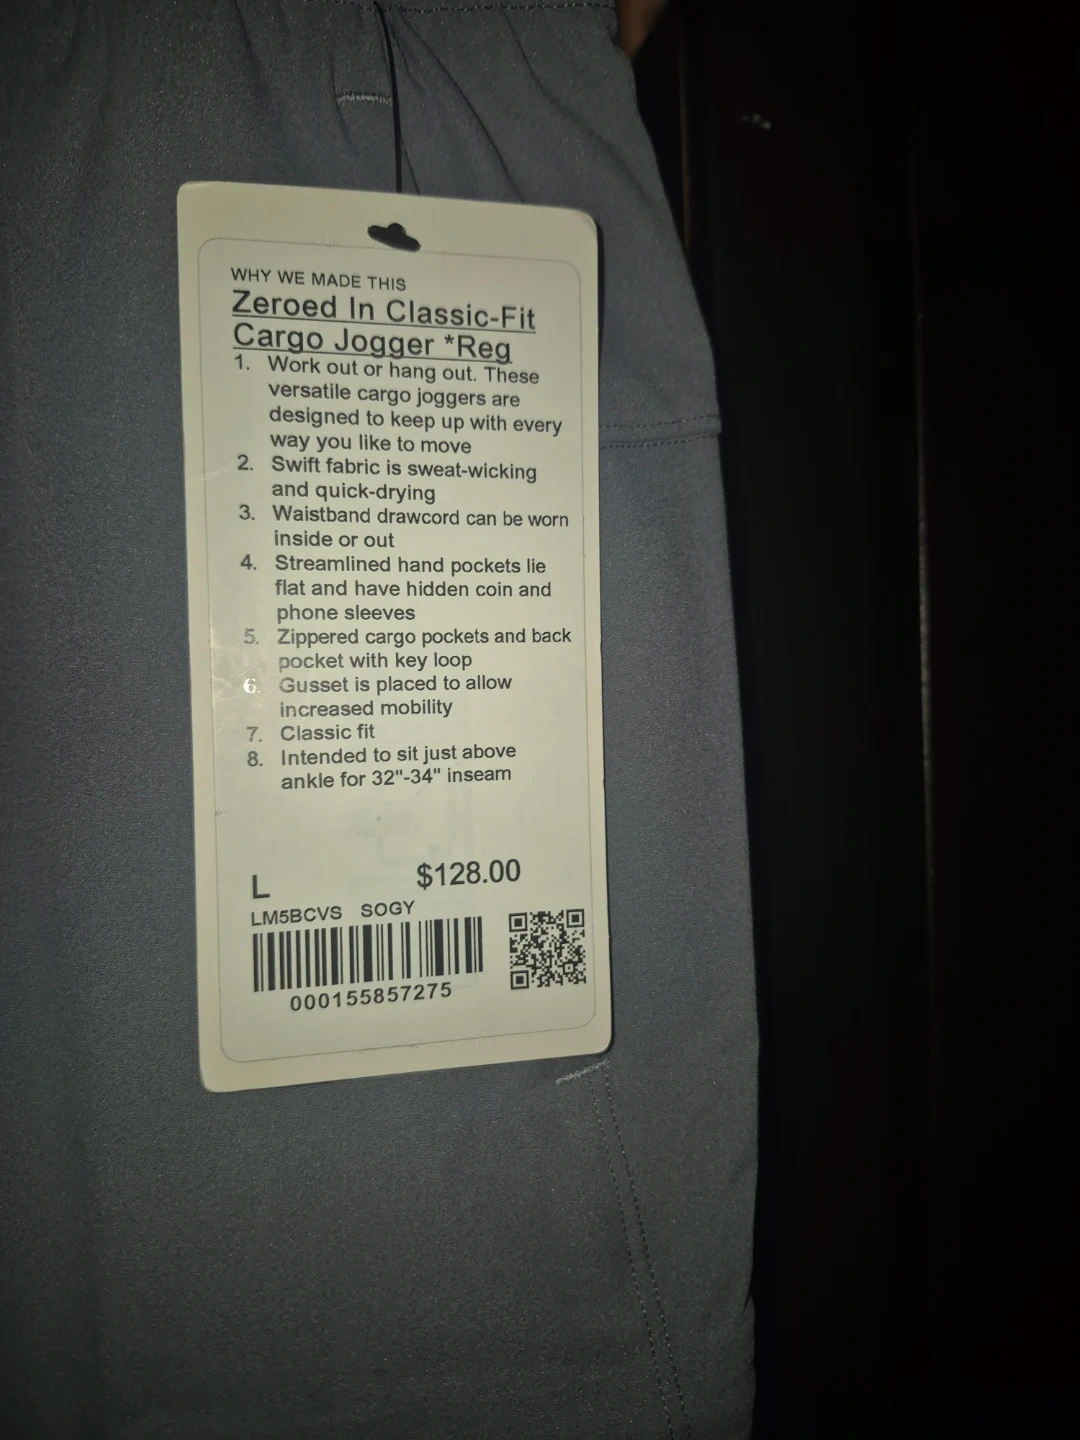 WHY WE MADE THIS
Zeroed In Classic-Fit
Cargo Jogger *Reg
1. Work out or hang out. These
versatile cargo joggers are
designed to keep up with every
way you like to move
2. Swift fabric is sweat-wicking
and quick-drying
3. Waistband drawcord can be worn
inside or out
4. Streamlined hand pockets lie
flat and have hidden coin and
phone sleeves
5. Zippered cargo pockets and back
pocket with key loop
6. Gusset is placed to allow
increased mobility
7. Classic fit
8. Intended to sit just above
ankle for 32"-34" inseam
L $128.00
LM5BCVS SOGY
000155857275